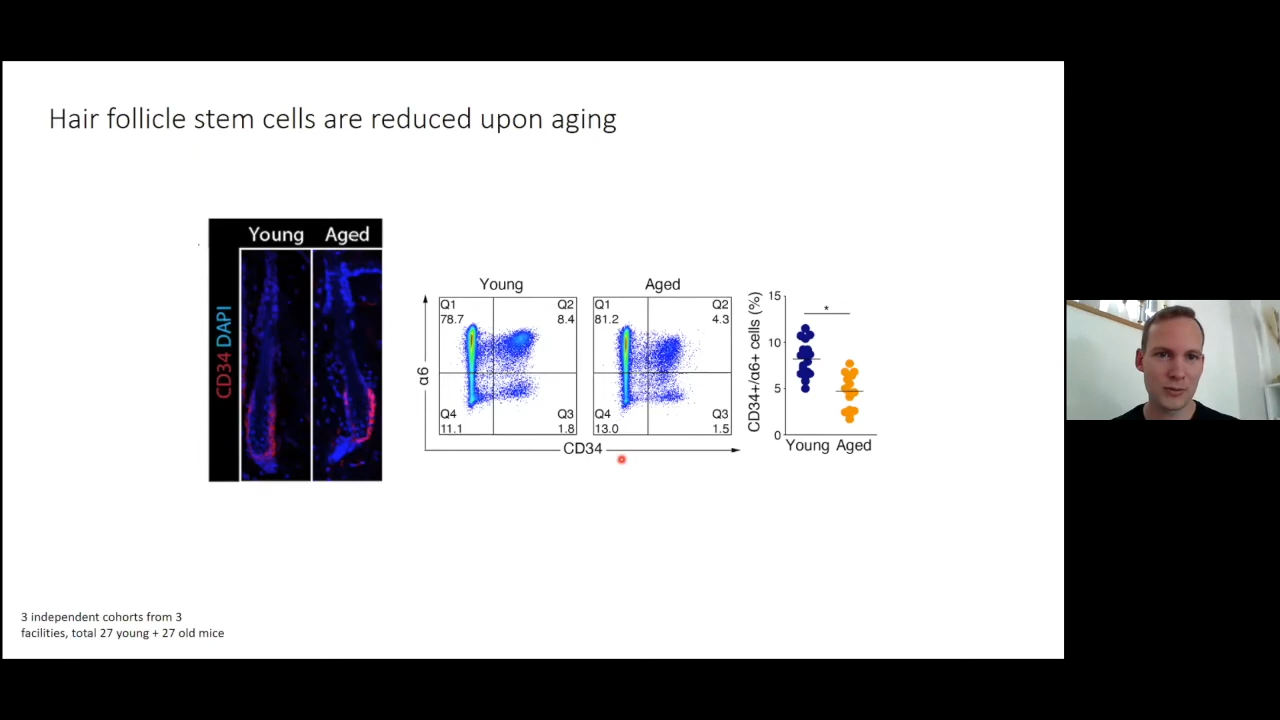 Hair follicle stem cells are reduced upon aging
Young Aged
CD34 DAPI
Young
Aged
α6
Q1
78.7
Q2
8.4
Q4
11.1
Q3
1.8
Q1
81.2
Q2
4.3
Q4
13.0
Q3
1.5
CD34
CD34+/α6+ cells (%)
15
10
5
0
*
Young Aged
3 independent cohorts from 3
facilities, total 27 young + 27 old mice